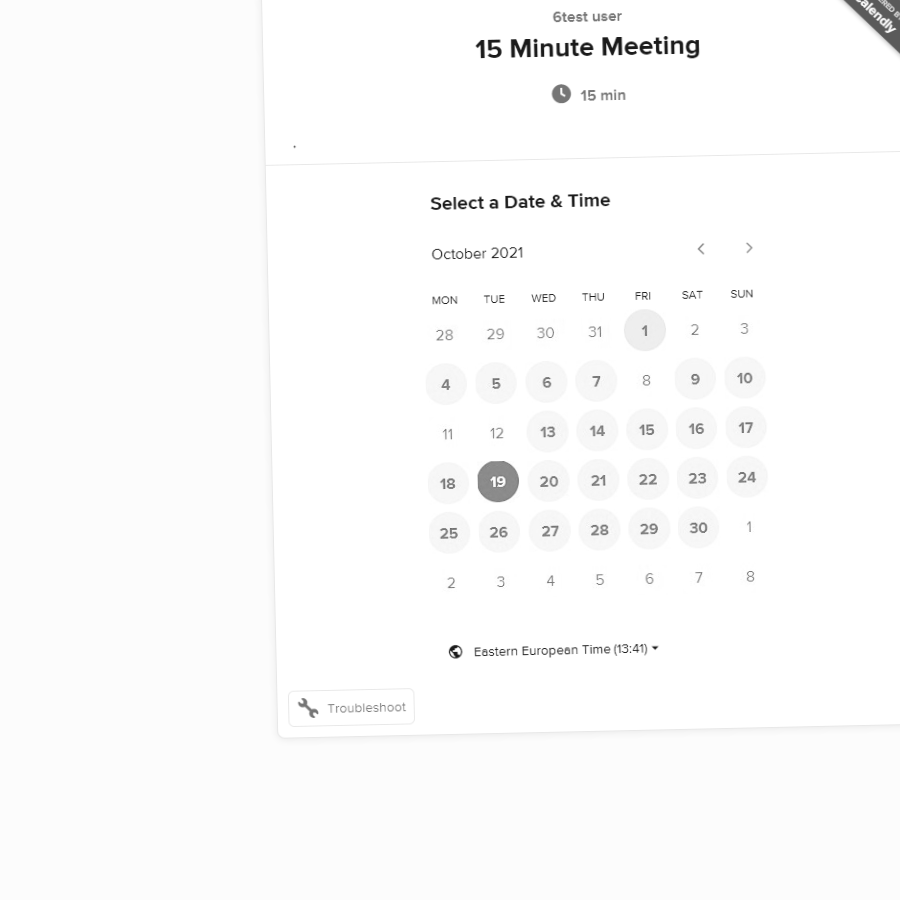 6test user
15 Minute Meeting
15 min
.
Select a Date & Time
October 2021
MON TUE WED THU FRI SAT SUN
28 29 30 31 1 2 3
4 5 6 7 8 9 10
11 12 13 14 15 16 17
18 19 20 21 22 23 24
25 26 27 28 29 30 1
2 3 4 5 6 7 8
Eastern European Time (13:41)
Troubleshoot